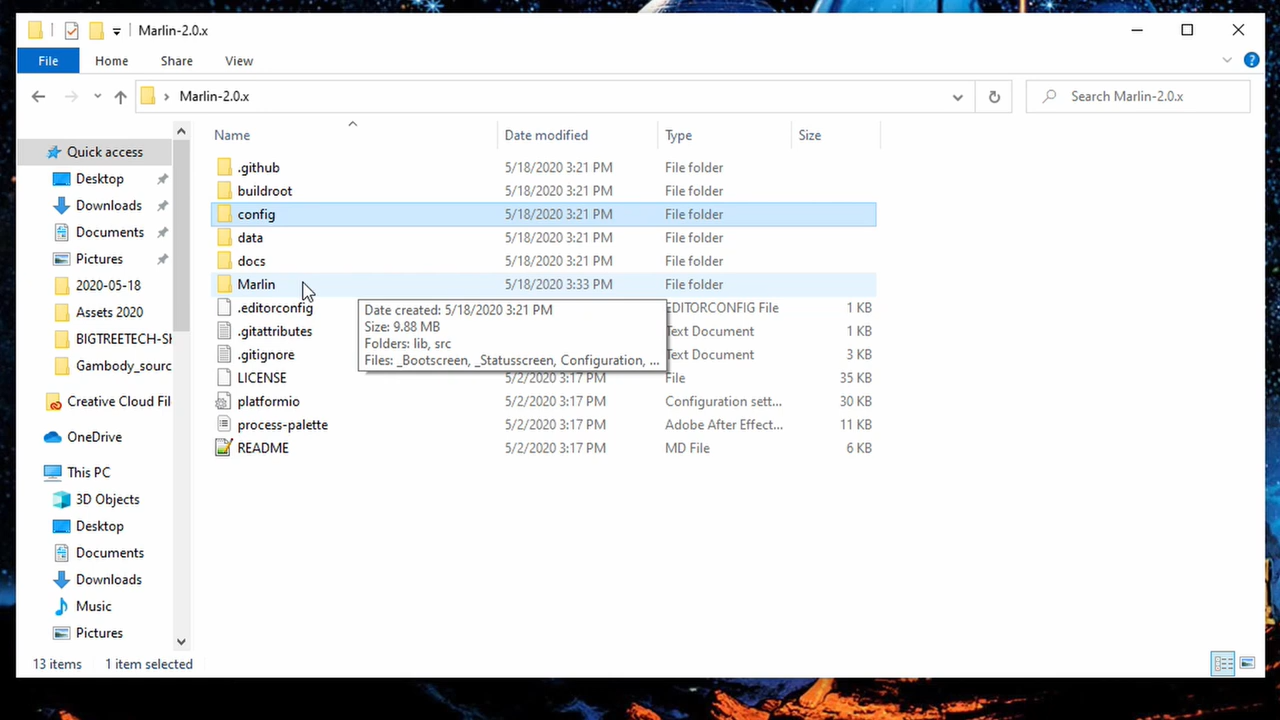 Marlin-2.0.x
File Home Share View
Marlin-2.0.x Search Marlin-2.0.x
Name Date modified Type Size
Quick access
Desktop
Downloads
Documents
Pictures
2020-05-18
Assets 2020
BIGTREETECH-SK
Gambody_sourc
Creative Cloud Fil
OneDrive
This PC
3D Objects
Desktop
Documents
Downloads
Music
Pictures
.github 5/18/2020 3:21 PM File folder
buildroot 5/18/2020 3:21 PM File folder
config 5/18/2020 3:21 PM File folder
data 5/18/2020 3:21 PM File folder
docs 5/18/2020 3:21 PM File folder
Marlin 5/18/2020 3:33 PM File folder
.editorconfig EDITORCONFIG File 1 KB
.gitattributes Text Document 1 KB
.gitignore Text Document 3 KB
LICENSE 5/2/2020 3:17 PM File 35 KB
platformio 5/2/2020 3:17 PM Configuration sett... 30 KB
process-palette 5/2/2020 3:17 PM Adobe After Effect... 11 KB
README 5/2/2020 3:17 PM MD File 6 KB
Date created: 5/18/2020 3:21 PM
Size: 9.88 MB
Folders: lib, src
Files: _Bootscreen, _Statusscreen, Configuration, ...
13 items 1 item selected